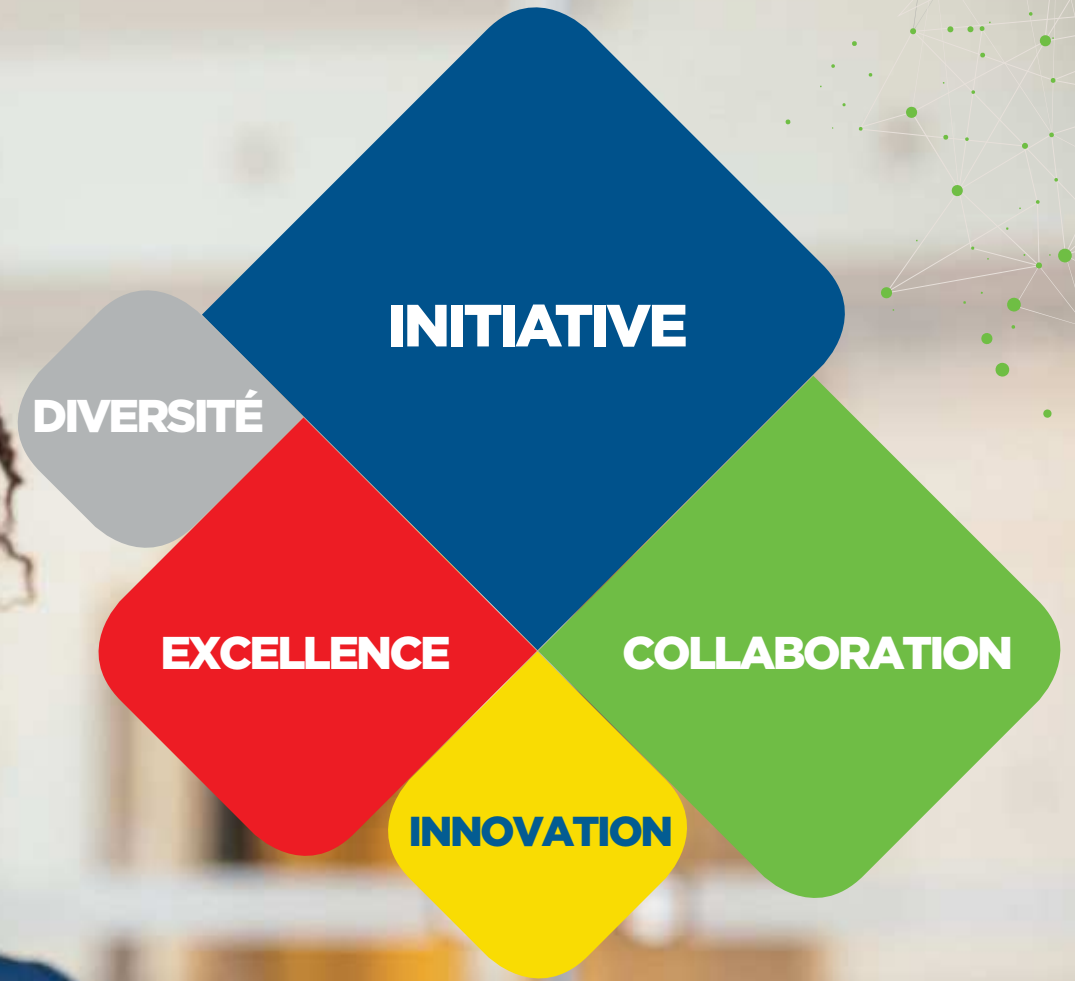 INITIATIVE
DIVERSITÉ
EXCELLENCE
COLLABORATION
INNOVATION